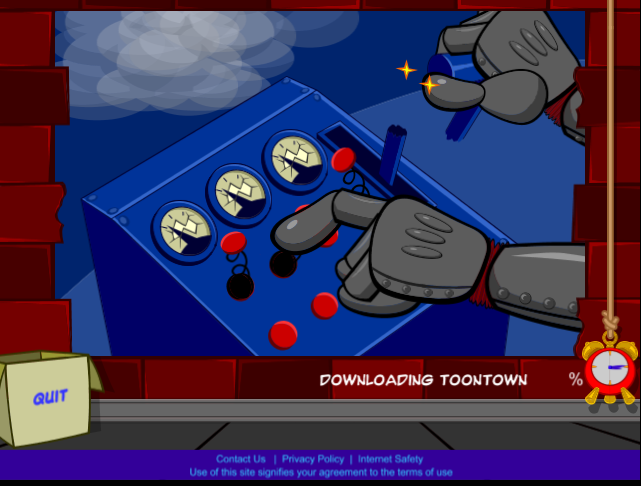 DOWNLOADING TOONTOWN %
QUIT
Contact Us | Privacy Policy | Internet Safety
Use of this site signifies your agreement to the terms of use